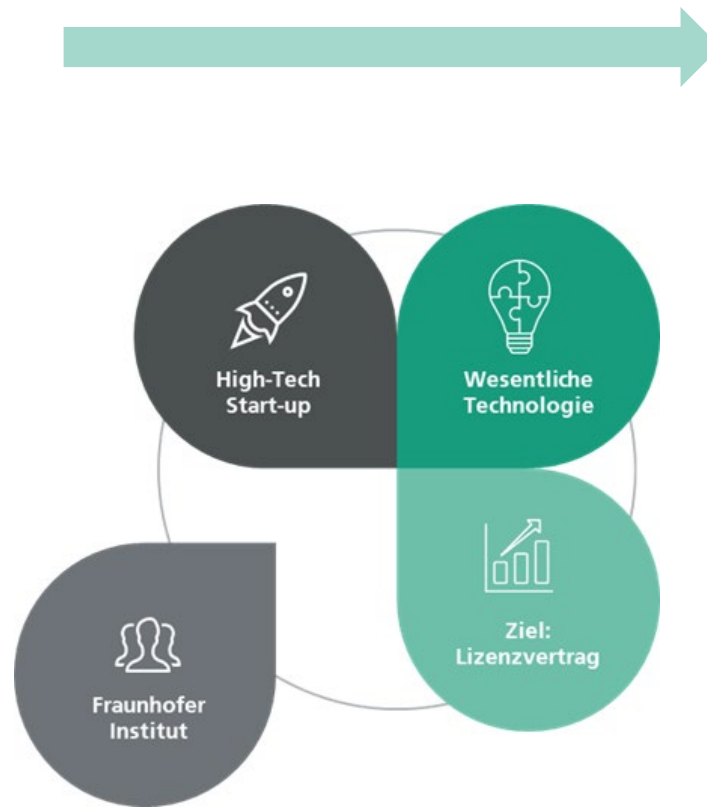 High-Tech
Start-up
Wesentliche
Technologie
Ziel:
Lizenzvertrag
Fraunhofer
Institut